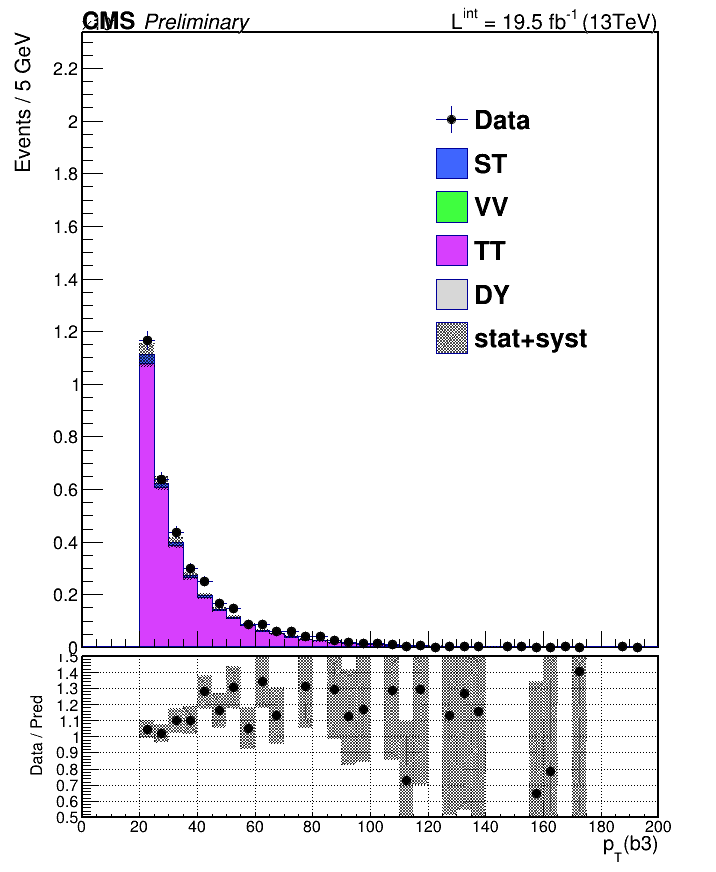 CMS Preliminary L^int = 19.5 fb^-1 (13TeV)
Events / 5 GeV
2.2
2
1.8
1.6
1.4
1.2
1
0.8
0.6
0.4
0.2
0
Data
ST
VV
TT
DY
stat+syst
Data / Pred
1.5
1.4
1.3
1.2
1.1
1
0.9
0.8
0.7
0.6
0.5
0 20 40 60 80 100 120 140 160 180 200
p_T(b3)